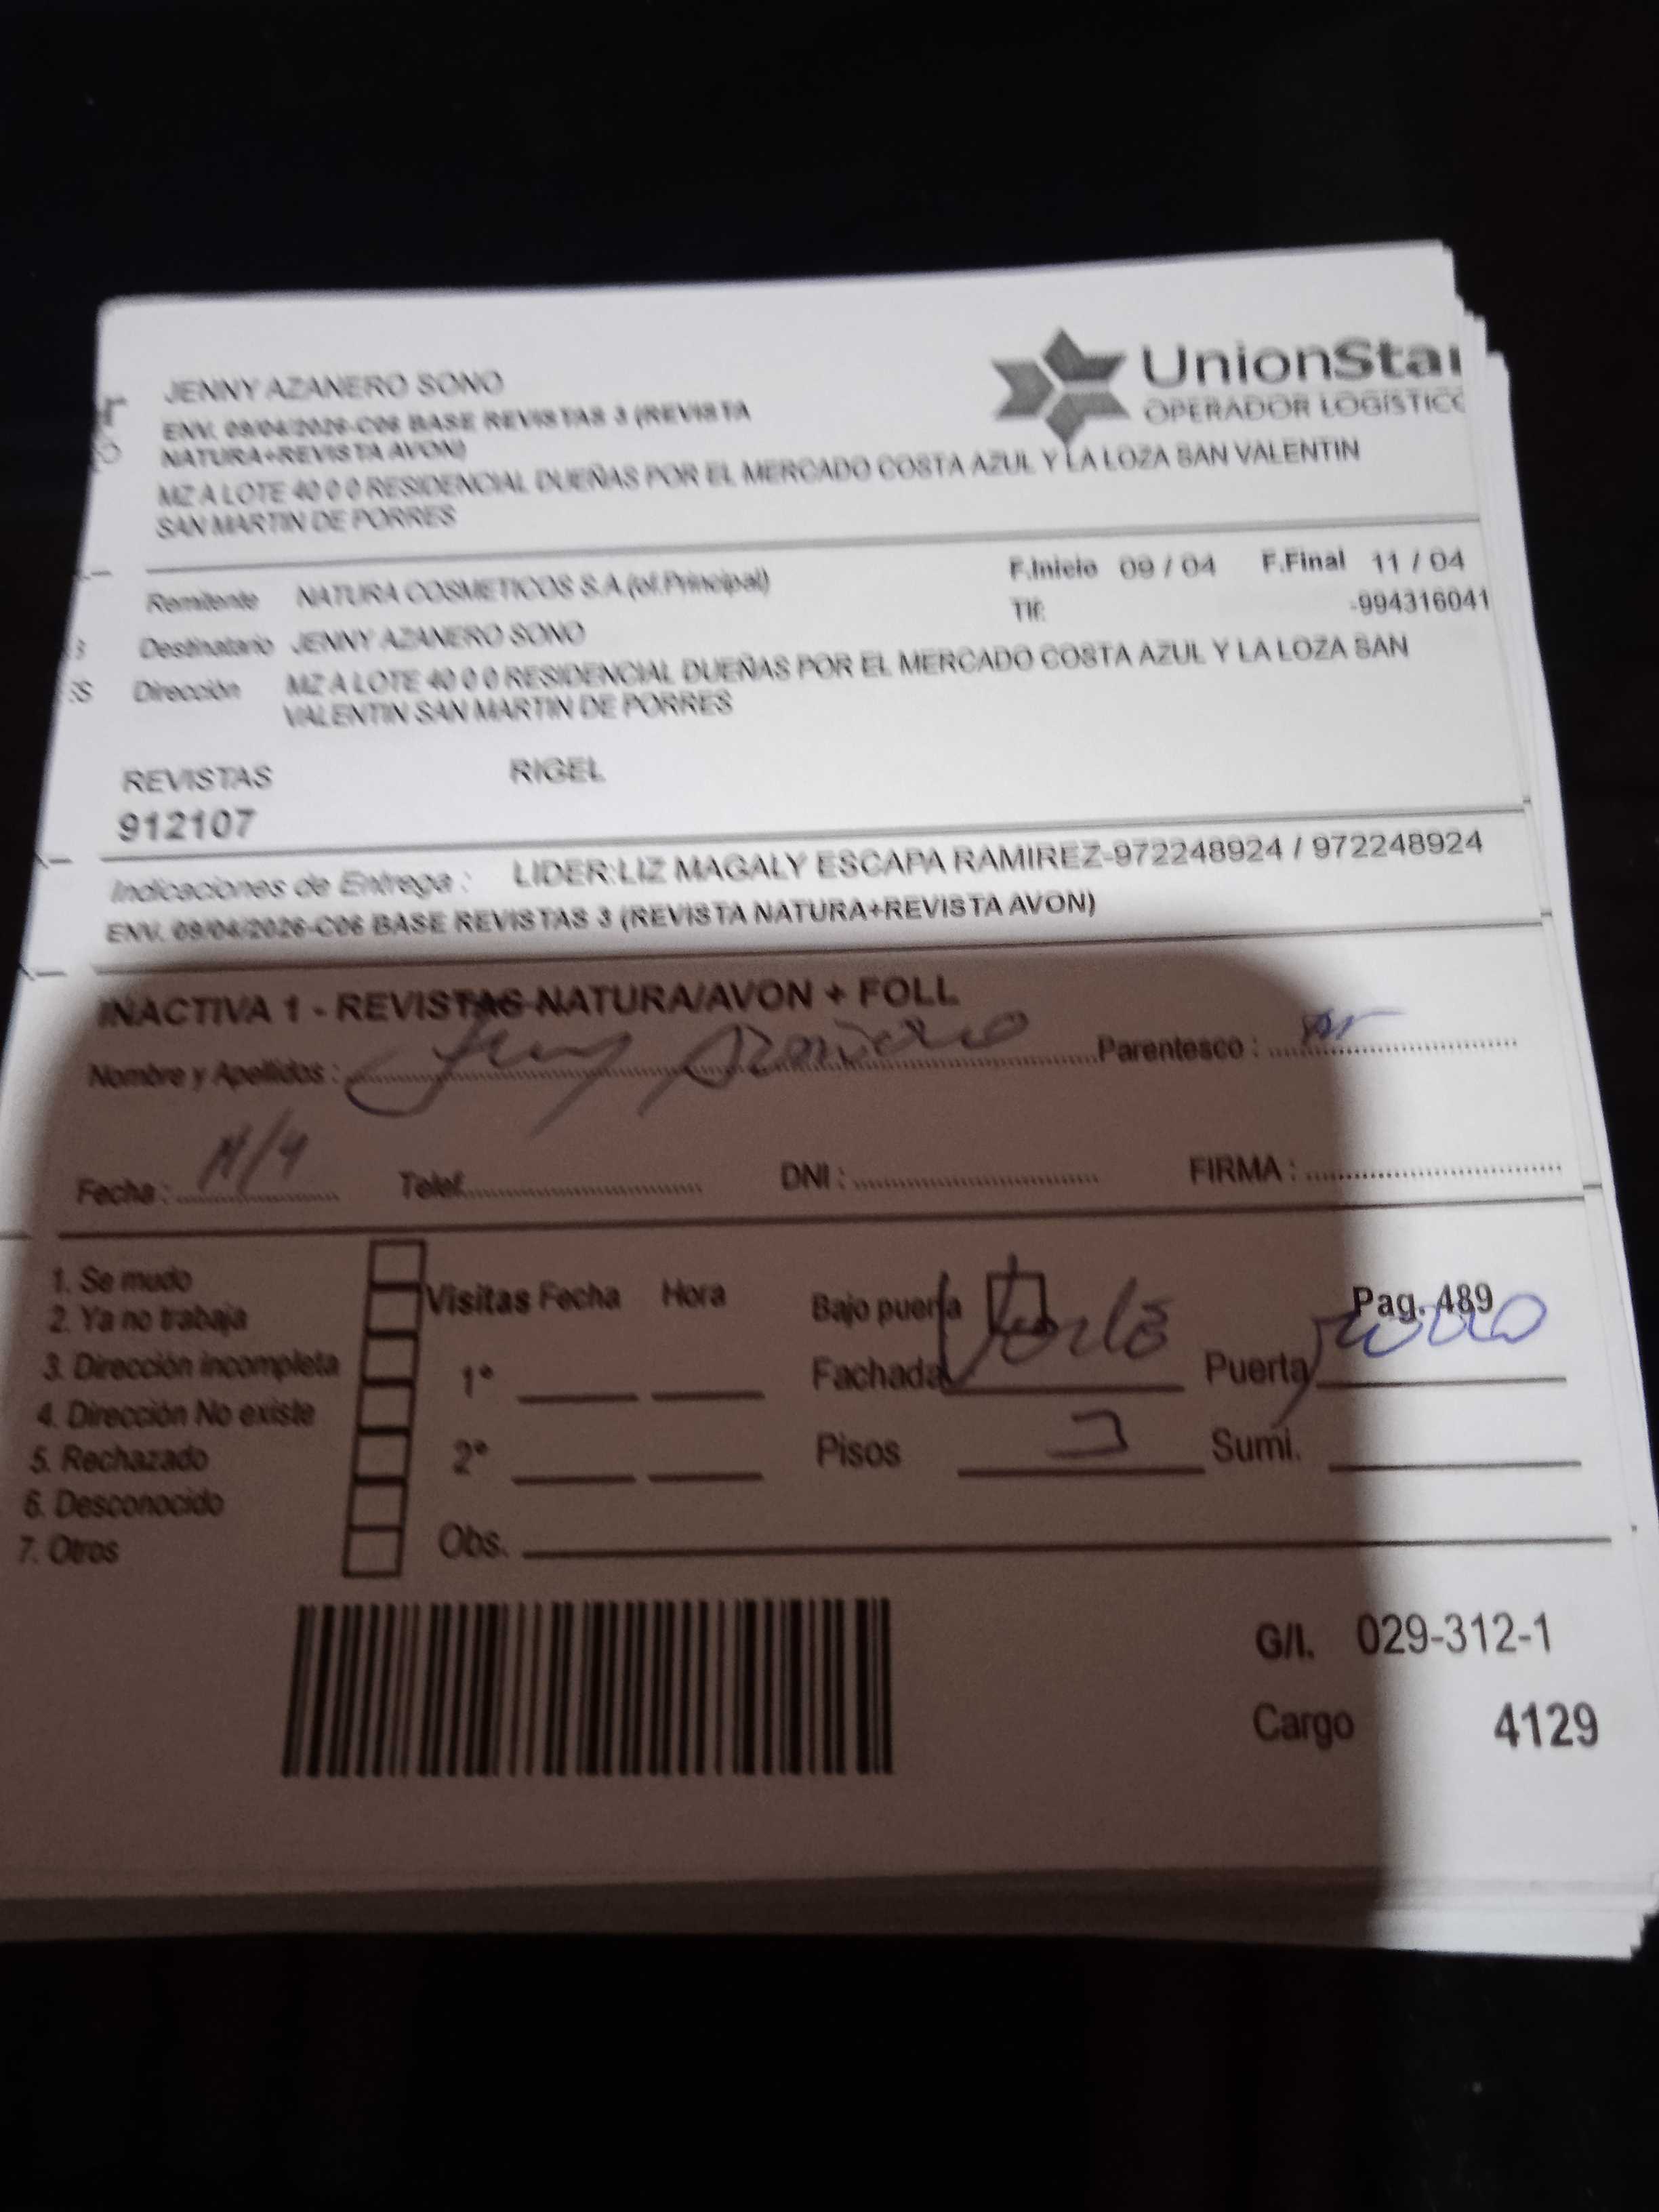 JENNY AZANERO SONO
UnionStar
OPERADOR LOGÍSTICO
ENV. 09/04/2026-C06 BASE REVISTAS 3 (REVISTA
NATURA+REVISTA AVON)
MZ A LOTE 40 0 0 RESIDENCIAL DUEÑAS POR EL MERCADO COSTA AZUL Y LA LOZA SAN VALENTIN
SAN MARTIN DE PORRES
Remitente NATURA COSMETICOS S.A.(of.Principal) F.Inicio 09 / 04 F.Final 11 / 04
Tlf: -994316041
Destinatario JENNY AZANERO SONO
Dirección MZ A LOTE 40 0 0 RESIDENCIAL DUEÑAS POR EL MERCADO COSTA AZUL Y LA LOZA SAN
VALENTIN SAN MARTIN DE PORRES
REVISTAS RIGEL
912107
Indicaciones de Entrega : LIDER:LIZ MAGALY ESCAPA RAMIREZ-972248924 / 972248924
ENV. 09/04/2026-C06 BASE REVISTAS 3 (REVISTA NATURA+REVISTA AVON)
INACTIVA 1 - REVISTAS NATURA/AVON + FOLL
Nombre y Apellidos : Jeny Azañero Parentesco :
Fecha : 11/4 Telef. DNI : FIRMA :
1. Se mudo
2. Ya no trabaja
3. Dirección incompleta
4. Dirección No existe
5. Rechazado
6. Desconocido
7. Otros
Visitas Fecha Hora
1°
2°
Obs.
Bajo puerta Pag. 489
Fachada Verde Puerta
Pisos Sumi.
G/I. 029-312-1
Cargo 4129